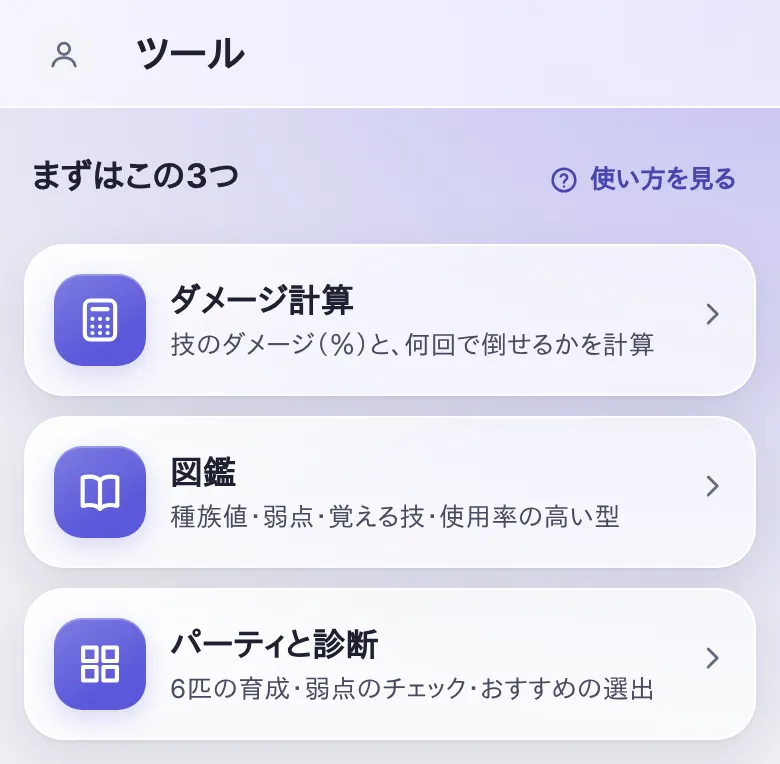 ツール
まずはこの3つ
使い方を見る
ダメージ計算
技のダメージ(%)と、何回で倒せるかを計算
図鑑
種族値・弱点・覚える技・使用率の高い型
パーティと診断
6匹の育成・弱点のチェック・おすすめの選出